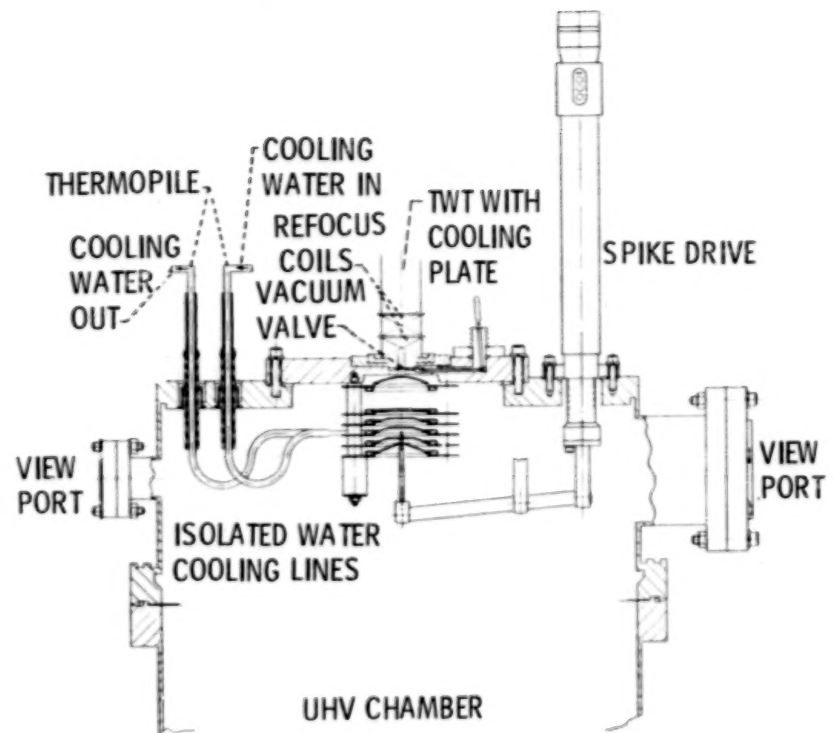 COOLING
WATER IN
THERMOPILE
COOLING
WATER
OUT
REFOCUS
COILS
VACUUM
VALVE
TWT WITH
COOLING
PLATE
SPIKE DRIVE
VIEW
PORT
VIEW
PORT
ISOLATED WATER
COOLING LINES
UHV CHAMBER